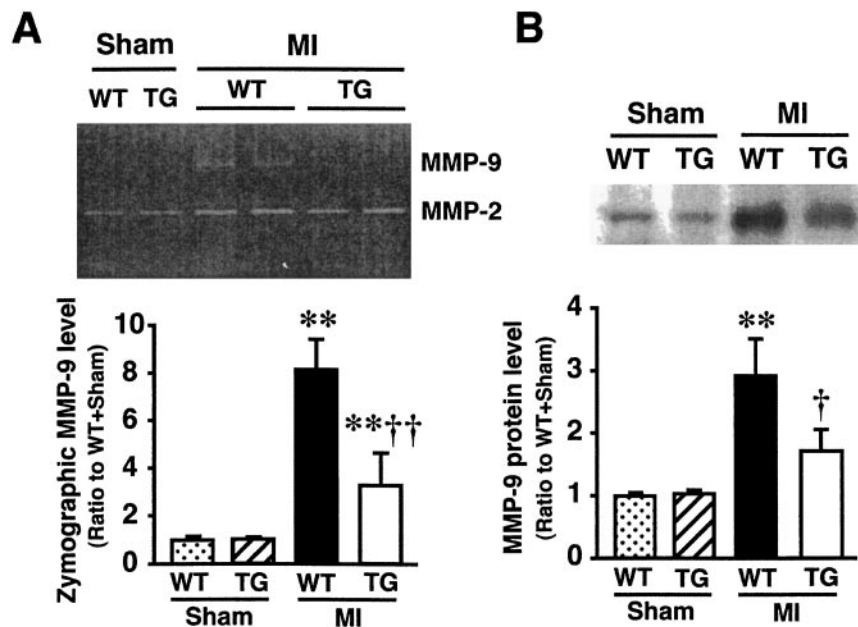 A
Sham MI
WT TG WT TG
MMP-9
MMP-2
Zymographic MMP-9 level
(Ratio to WT+Sham)
10
8
6
4
2
0
**
**††
WT TG WT TG
Sham MI
B
Sham MI
WT TG WT TG
MMP-9 protein level
(Ratio to WT+Sham)
4
3
2
1
0
**
†
WT TG WT TG
Sham MI